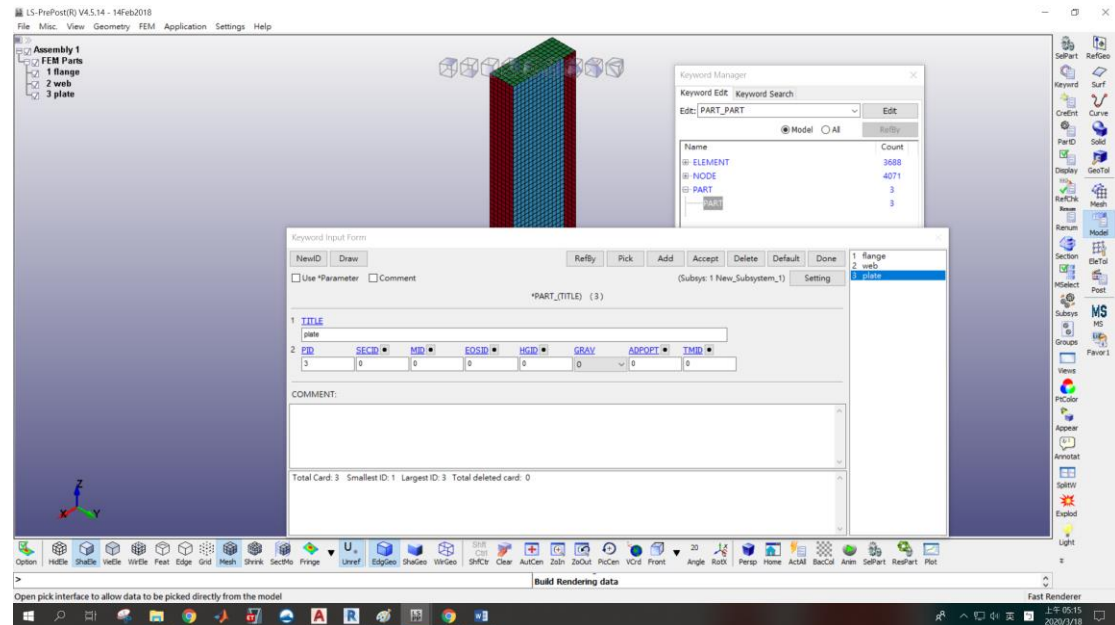 LS-PrePost(R) V4.5.14 - 14Feb2018
File Misc. View Geometry FEM Application Settings Help
Assembly 1
FEM Parts
1 flange
2 web
3 plate
Keyword Manager
Keyword Edit Keyword Search
Edit: PART_PART Edit
Model All RefBy
Name Count
ELEMENT 3688
NODE 4071
PART 3
PART 3
Keyword Input Form
NewID Draw RefBy Pick Add Accept Delete Default Done
Use *Parameter Comment (Subsys: 1 New_Subsystem_1) Setting
*PART_(TITLE) (3)
1 TITLE
plate
2 PID SECID MID EOSID HGID GRAV ADPOPT TMID
3 0 0 0 0 0 0 0
COMMENT:
Total Card: 3 Smallest ID: 1 Largest ID: 3 Total deleted card: 0
1 flange
2 web
3 plate
SelPart RefGeo
Keywrd Surf
CreEnt Curve
PartD Solid
Display GeoTol
RefChk Mesh
Renum Model
Section EleTol
MSelect Post
Subsys MS
MS
Groups Favor1
Views
PtColor
Appear
Annotat
SplitW
Explod
Light
Z
X Y
Option HidEle ShaEle VieEle WirEle Feat Edge Grid Mesh Shrink SectMo Fringe Unref EdgGeo ShaGeo WirGeo ShfCtr Clear AutCen ZoIn ZoOut PicCen VCrd Front Angle RotX Persp Home ActAll BacCol Anim SelPart ResPart Plot
20
> Build Rendering data
Open pick interface to allow data to be picked directly from the model Fast Renderer
英 上午 05:15
2020/3/18